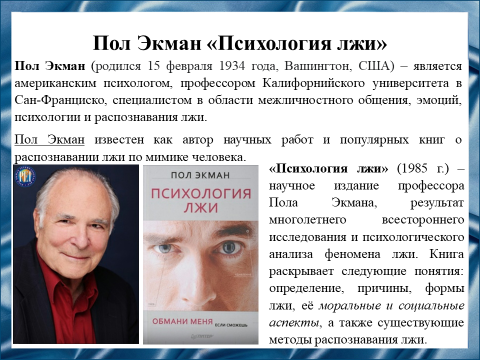 Пол Экман «Психология лжи»
Пол Экман (родился 15 февраля 1934 года, Вашингтон, США) – является
американским психологом, профессором Калифорнийского университета в
Сан-Франциско, специалистом в области межличностного общения, эмоций,
психологии и распознавания лжи.
Пол Экман известен как автор научных работ и популярных книг о
распознавании лжи по мимике человека.
ПОЛ ЭКМАН
ПСИХОЛОГИЯ
ЛЖИ
ОБМАНИ МЕНЯ ЕСЛИ СМОЖЕШЬ
«Психология лжи» (1985 г.) –
научное издание профессора
Пола Экмана, результат
многолетнего всестороннего
исследования и психологического
анализа феномена лжи. Книга
раскрывает следующие понятия:
определение, причины, формы
лжи, её моральные и социальные
аспекты, а также существующие
методы распознавания лжи.